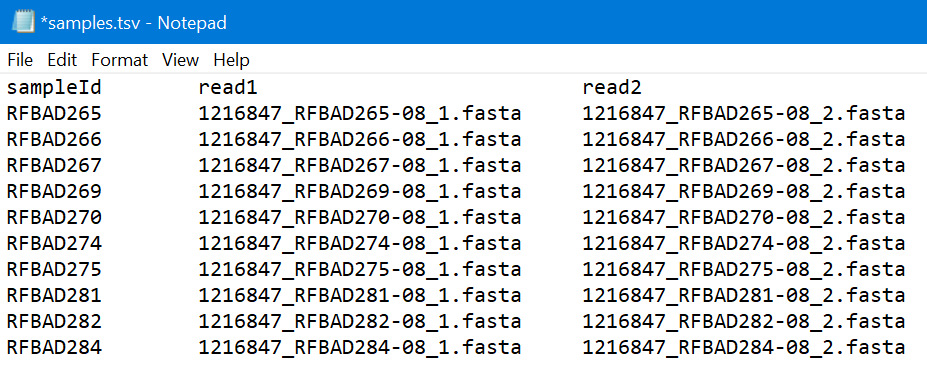 *samples.tsv - Notepad
File Edit Format View Help
sampleId read1 read2
RFBAD265 1216847_RFBAD265-08_1.fasta 1216847_RFBAD265-08_2.fasta
RFBAD266 1216847_RFBAD266-08_1.fasta 1216847_RFBAD266-08_2.fasta
RFBAD267 1216847_RFBAD267-08_1.fasta 1216847_RFBAD267-08_2.fasta
RFBAD269 1216847_RFBAD269-08_1.fasta 1216847_RFBAD269-08_2.fasta
RFBAD270 1216847_RFBAD270-08_1.fasta 1216847_RFBAD270-08_2.fasta
RFBAD274 1216847_RFBAD274-08_1.fasta 1216847_RFBAD274-08_2.fasta
RFBAD275 1216847_RFBAD275-08_1.fasta 1216847_RFBAD275-08_2.fasta
RFBAD281 1216847_RFBAD281-08_1.fasta 1216847_RFBAD281-08_2.fasta
RFBAD282 1216847_RFBAD282-08_1.fasta 1216847_RFBAD282-08_2.fasta
RFBAD284 1216847_RFBAD284-08_1.fasta 1216847_RFBAD284-08_2.fasta